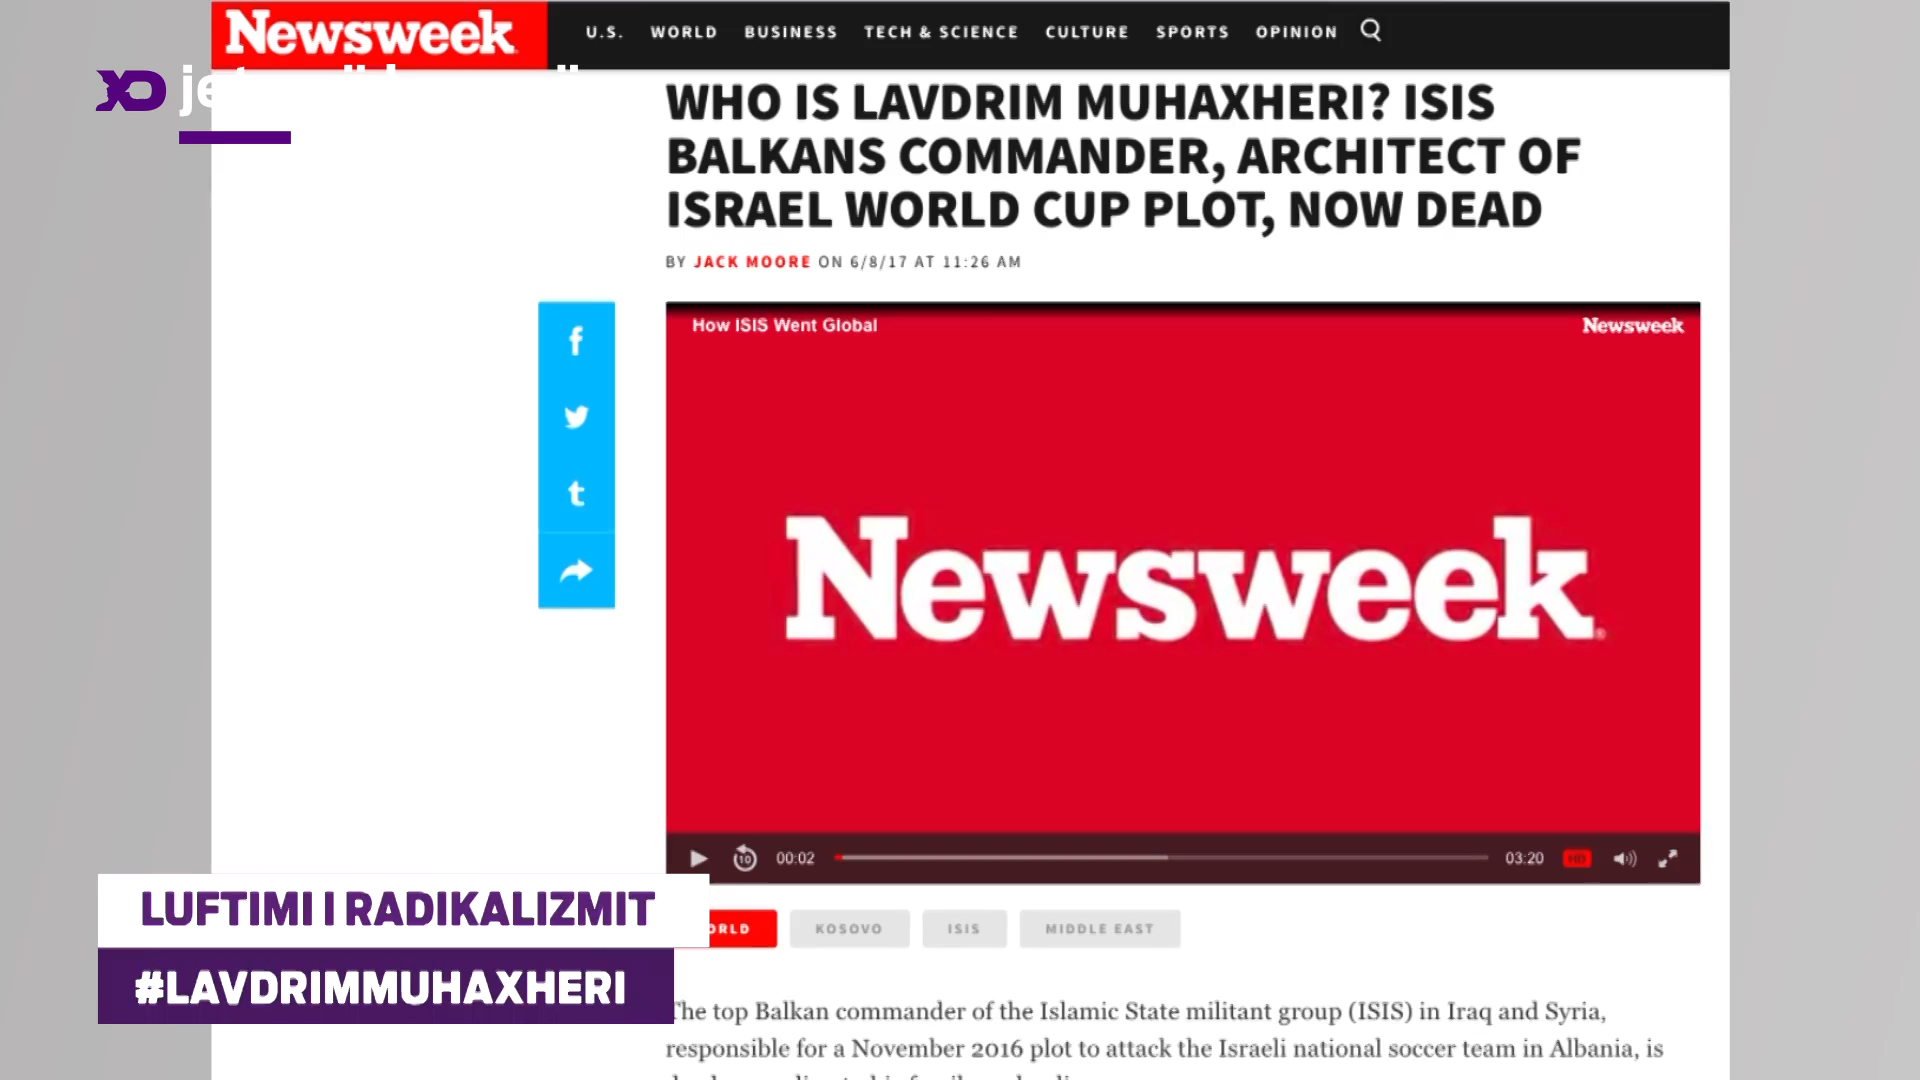 Newsweek
U.S. WORLD BUSINESS TECH & SCIENCE CULTURE SPORTS OPINION
WHO IS LAVDRIM MUHAXHERI? ISIS
BALKANS COMMANDER, ARCHITECT OF
ISRAEL WORLD CUP PLOT, NOW DEAD
BY JACK MOORE ON 6/8/17 AT 11:26 AM
How ISIS Went Global
Newsweek
Newsweek
10 00:02 03:20 HD
LUFTIMI I RADIKALIZMIT
KOSOVO ISIS MIDDLE EAST
#LAVDRIMMUHAXHERI
The top Balkan commander of the Islamic State militant group (ISIS) in Iraq and Syria,
responsible for a November 2016 plot to attack the Israeli national soccer team in Albania, is